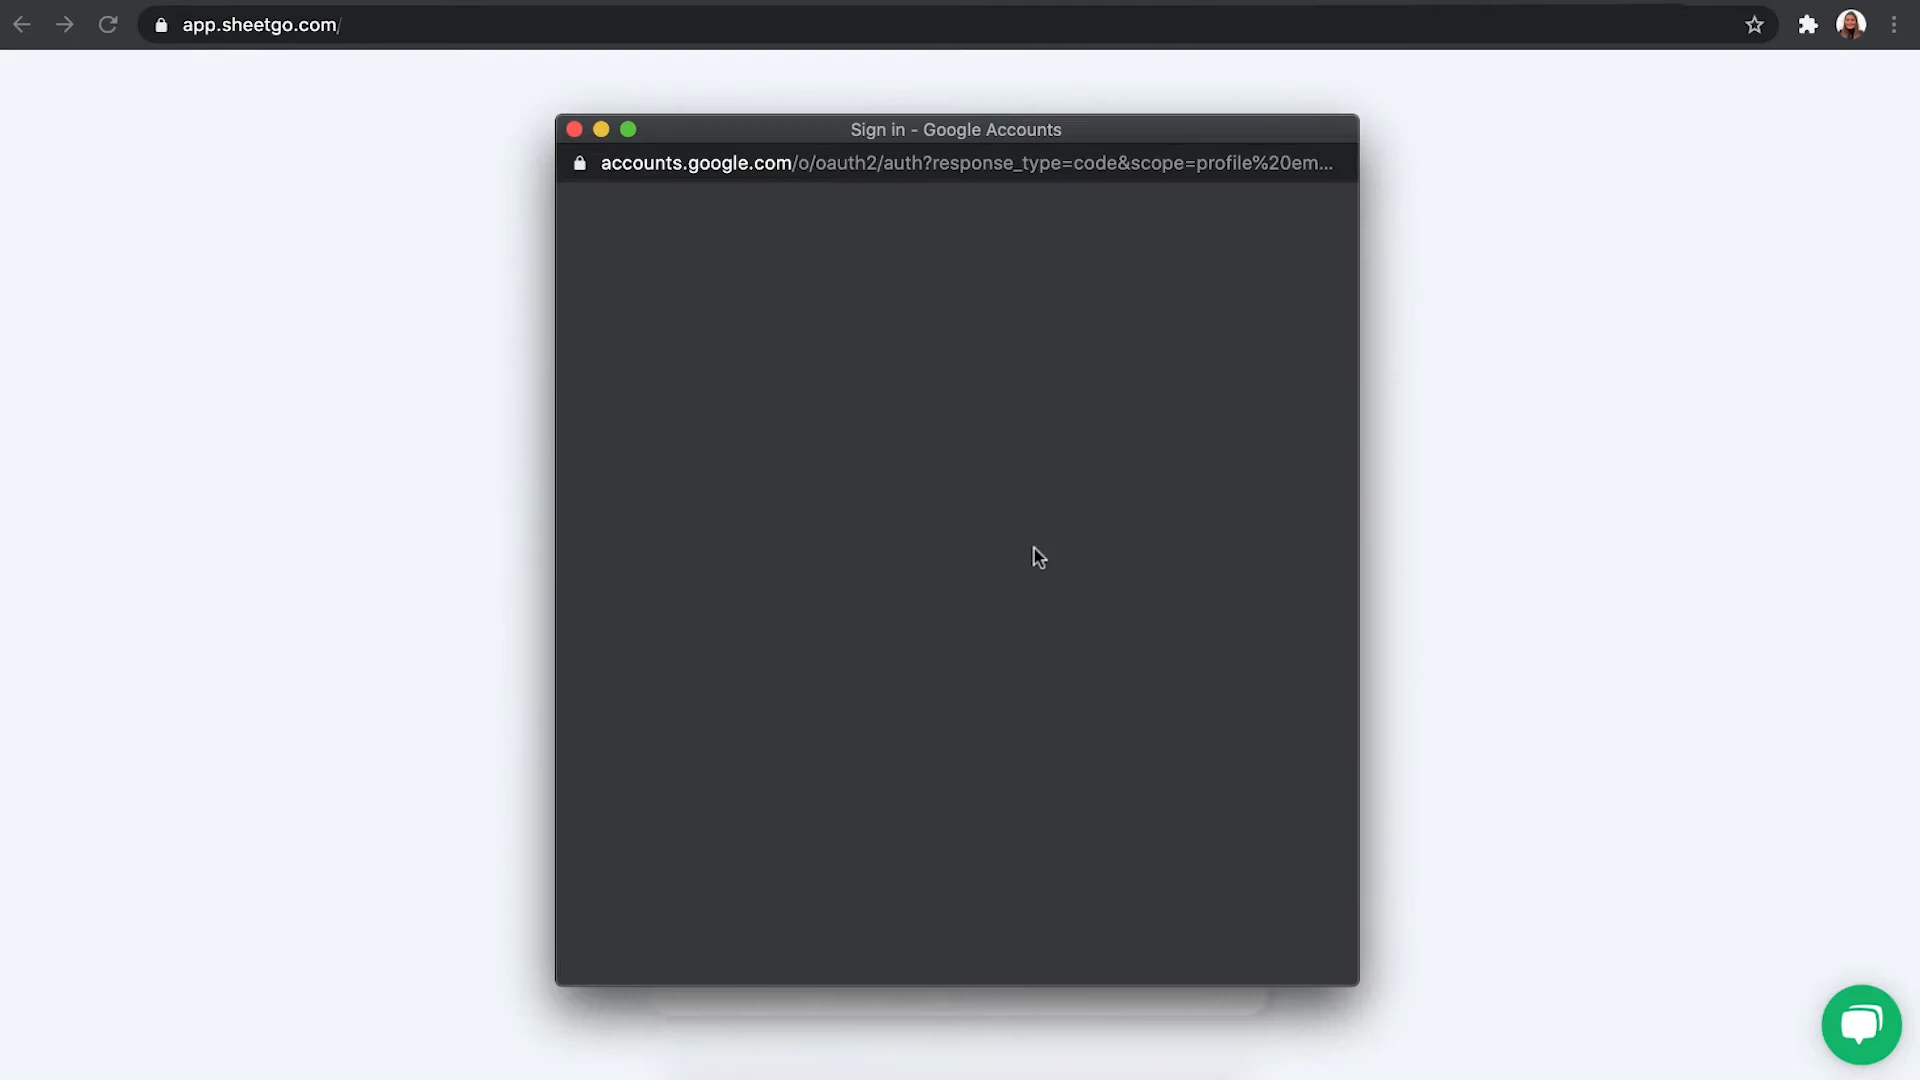 app.sheetgo.com/
Sign in - Google Accounts
accounts.google.com/o/oauth2/auth?response_type=code&scope=profile%20em...